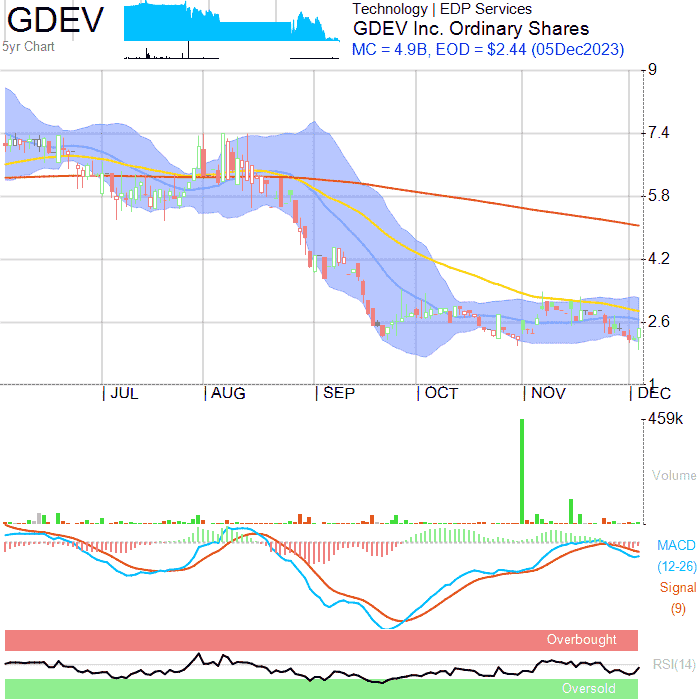 GDEV
5yr Chart
Technology | EDP Services
GDEV Inc. Ordinary Shares
MC = 4.9B, EOD = $2.44 (05Dec2023)
9
7.4
5.8
4.2
2.6
1
| JUL
| AUG
| SEP
| OCT
| NOV
| DEC
459k
Volume
MACD
(12-26)
Signal
(9)
Overbought
RSI(14)
Oversold